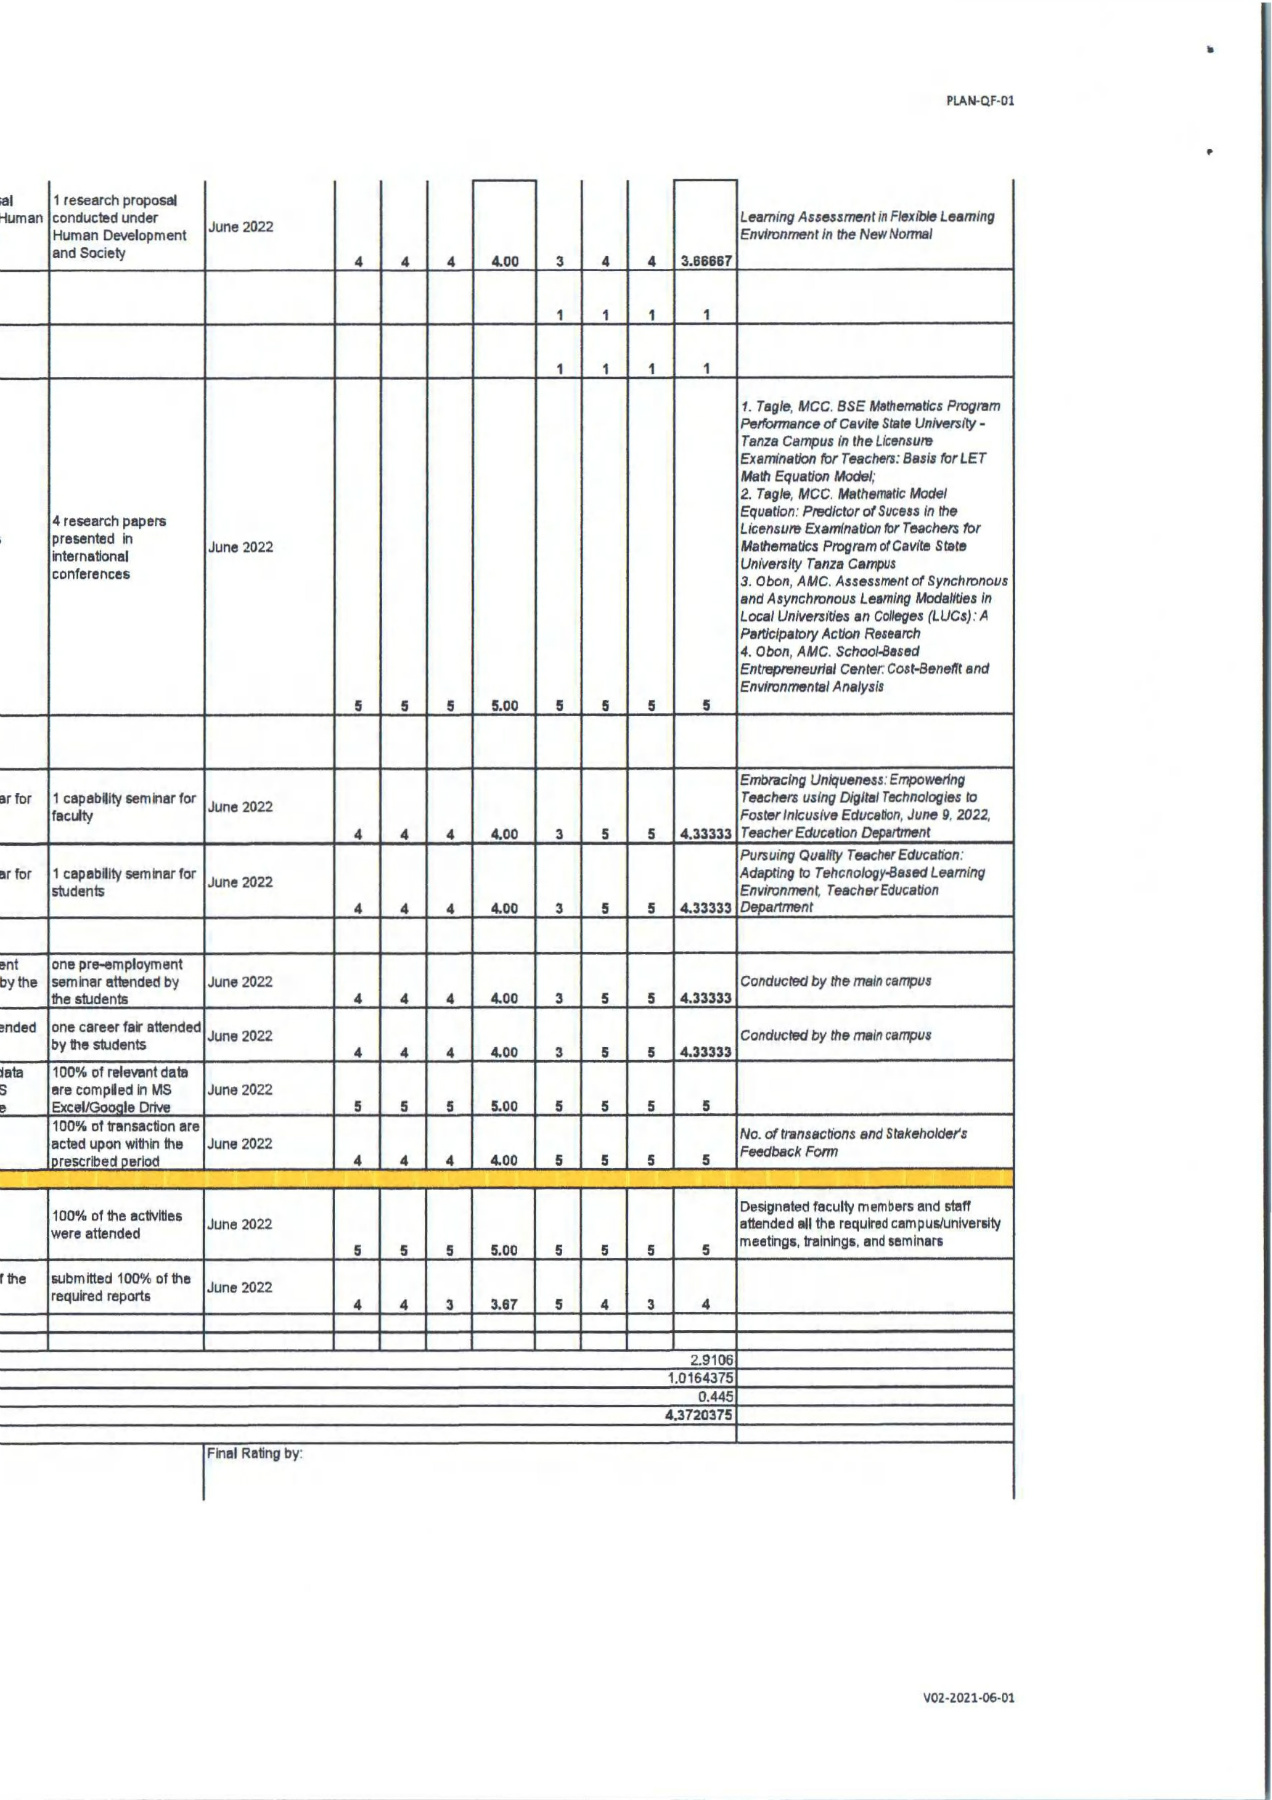 PLAN-QF-01
sal
Human
1 research proposal
conducted under
Human Development
and Society
June 2022
4 4 4 4.00 3 4 4 3.66667
Learning Assessment in Flexible Learning
Environment in the New Normal
1 1 1 1
1 1 1 1
4 research papers
presented in
international
conferences
June 2022
5 5 5 5.00 5 5 5 5
1. Tagle, MCC. BSE Mathematics Program
Performance of Cavite State University -
Tanza Campus in the Licensure
Examination for Teachers: Basis for LET
Math Equation Model;
2. Tagle, MCC. Mathematic Model
Equation: Predictor of Sucess in the
Licensure Examination for Teachers for
Mathematics Program of Cavite State
University Tanza Campus
3. Obon, AMC. Assessment of Synchronous
and Asynchronous Learning Modalities in
Local Universities an Colleges (LUCs): A
Participatory Action Research
4. Obon, AMC. School-Based
Entrepreneurial Center: Cost-Benefit and
Environmental Analysis
ar for
1 capability seminar for
faculty
June 2022
4 4 4 4.00 3 5 5 4.33333
Embracing Uniqueness: Empowering
Teachers using Digital Technologies to
Foster Inlcusive Education, June 9, 2022,
Teacher Education Department
ar for
1 capability seminar for
students
June 2022
4 4 4 4.00 3 5 5 4.33333
Pursuing Quality Teacher Education:
Adapting to Tehcnology-Based Learning
Environment, Teacher Education
Department
ent
by the
one pre-employment
seminar attended by
the students
June 2022
4 4 4 4.00 3 5 5 4.33333
Conducted by the main campus
ended
one career fair attended
by the students
June 2022
4 4 4 4.00 3 5 5 4.33333
Conducted by the main campus
data
S
e
100% of relevant data
are compiled in MS
Excel/Google Drive
June 2022
5 5 5 5.00 5 5 5 5
100% of transaction are
acted upon within the
prescribed period
June 2022
4 4 4 4.00 5 5 5 5
No. of transactions and Stakeholder's
Feedback Form
100% of the activities
were attended
June 2022
5 5 5 5.00 5 5 5 5
Designated faculty members and staff
attended all the required campus/university
meetings, trainings, and seminars
f the
submitted 100% of the
required reports
June 2022
4 4 3 3.67 5 4 3 4
2.9106
1.0164375
0.445
4.3720375
Final Rating by:
V02-2021-06-01